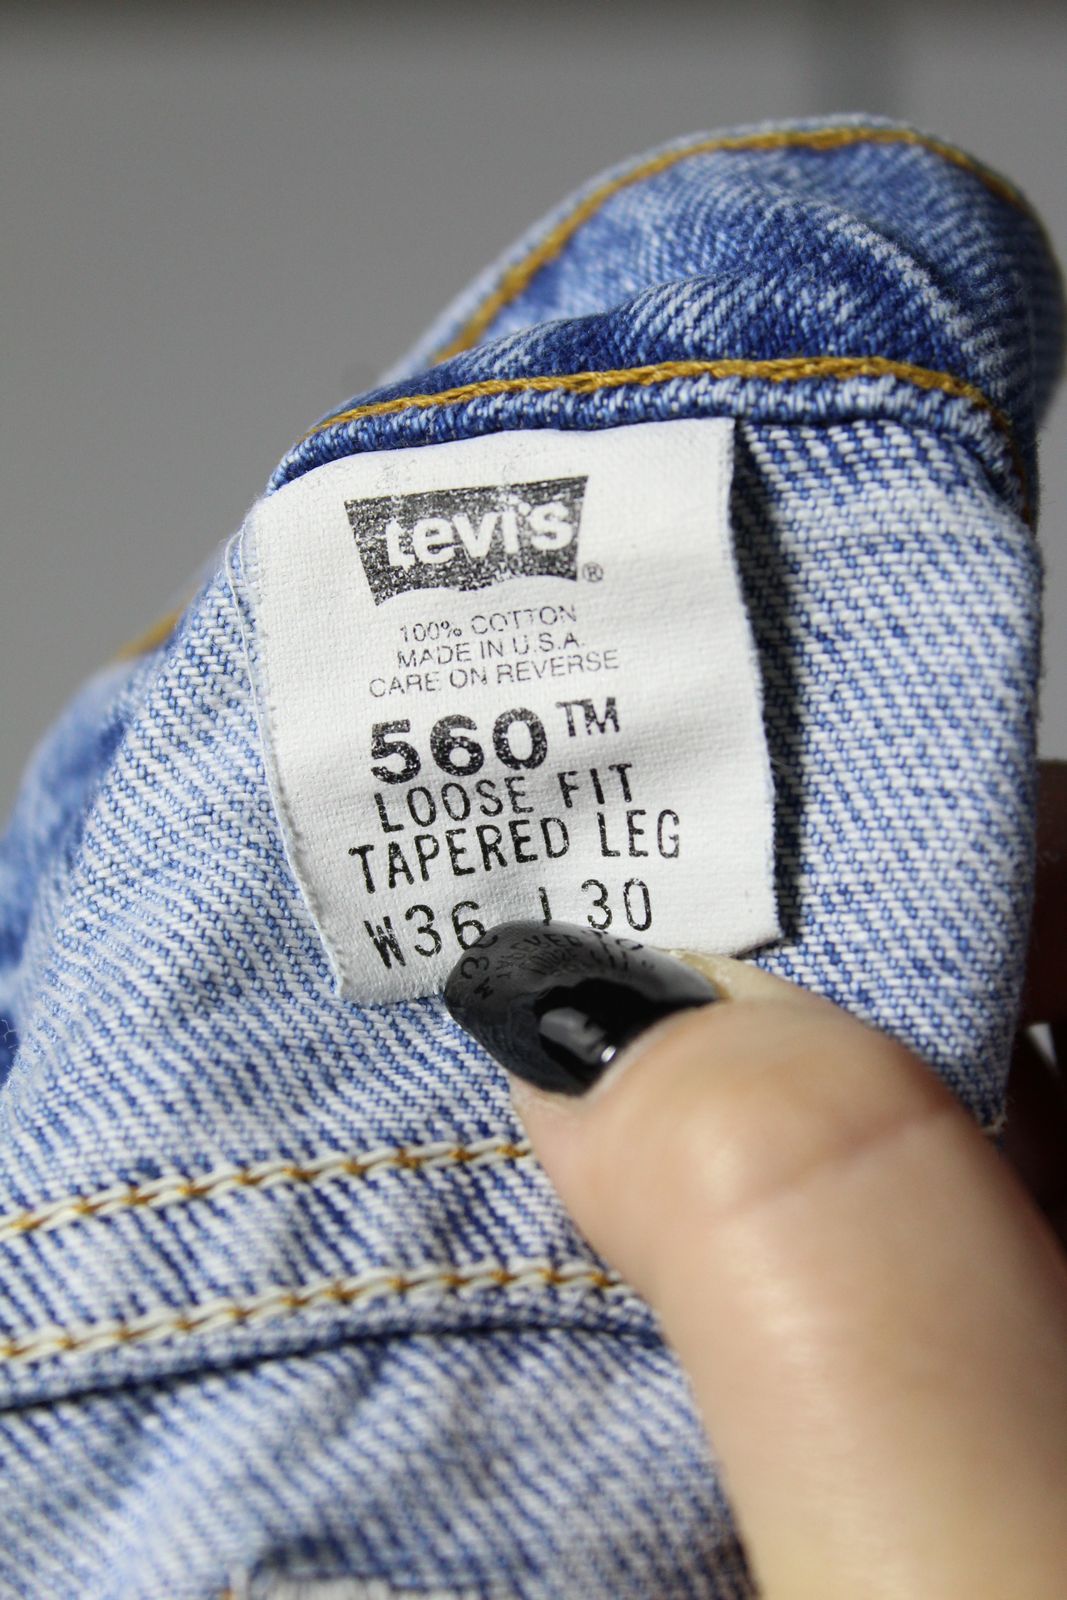 Levi's®
100% COTTON
MADE IN U.S.A.
CARE ON REVERSE
560™
LOOSE FIT
TAPERED LEG
W36 L30